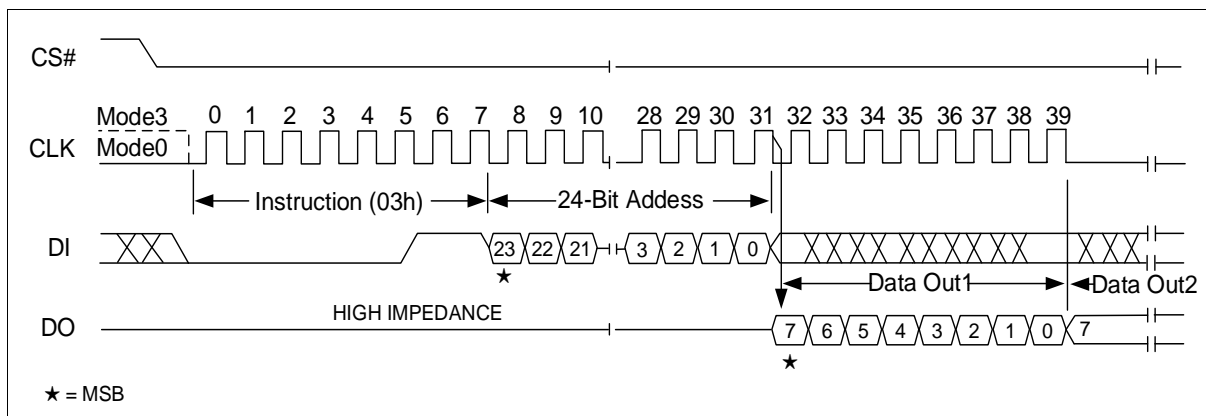 CS#
Mode3
0 1 2 3 4 5 6 7 8 9 10 28 29 30 31 32 33 34 35 36 37 38 39
CLK
Mode0
Instruction (03h) 24-Bit Addess
DI 23 22 21 3 2 1 0
★
Data Out1 Data Out2
HIGH IMPEDANCE
DO 7 6 5 4 3 2 1 0 7
★
★ = MSB